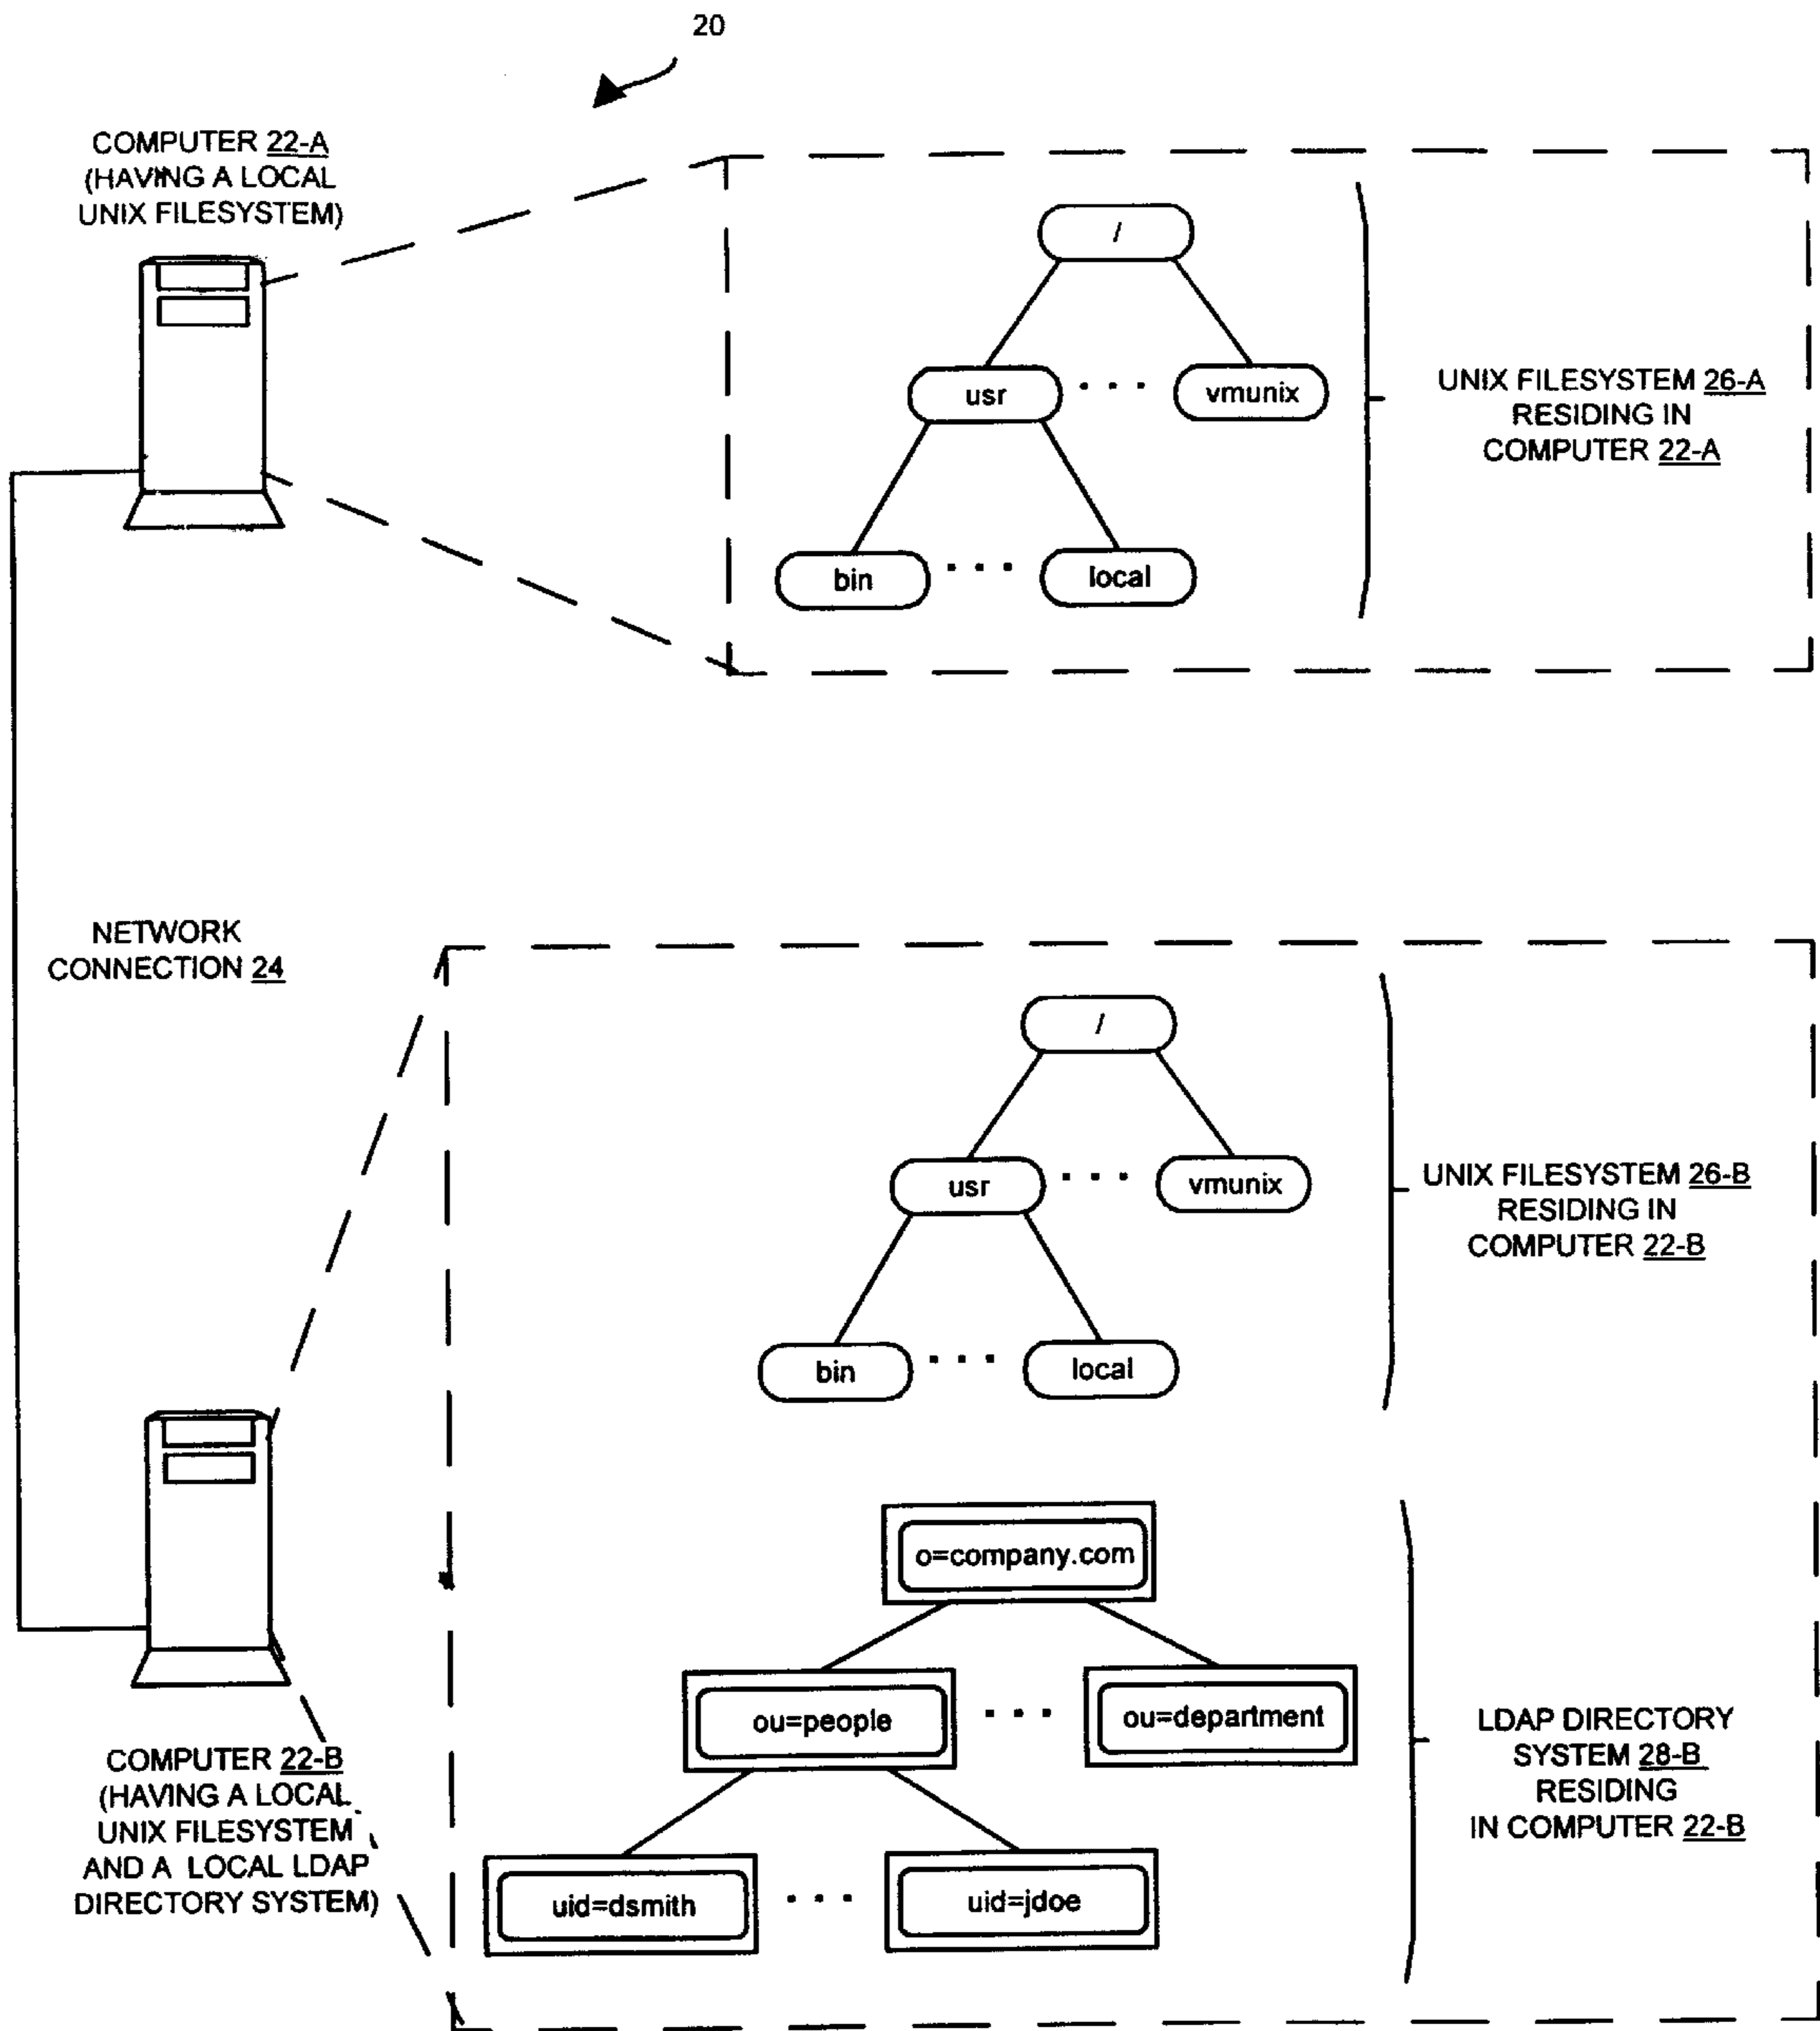 20
COMPUTER 22-A
(HAVING A LOCAL
UNIX FILESYSTEM)
/
usr
. . .
vmunix
bin
. . .
local
UNIX FILESYSTEM 26-A
RESIDING IN
COMPUTER 22-A
NETWORK
CONNECTION 24
/
usr
. . .
vmunix
bin
. . .
local
UNIX FILESYSTEM 26-B
RESIDING IN
COMPUTER 22-B
o=company.com
ou=people
. . .
ou=department
uid=dsmith
. . .
uid=jdoe
LDAP DIRECTORY
SYSTEM 28-B
RESIDING
IN COMPUTER 22-B
COMPUTER 22-B
(HAVING A LOCAL
UNIX FILESYSTEM
AND A LOCAL LDAP
DIRECTORY SYSTEM)